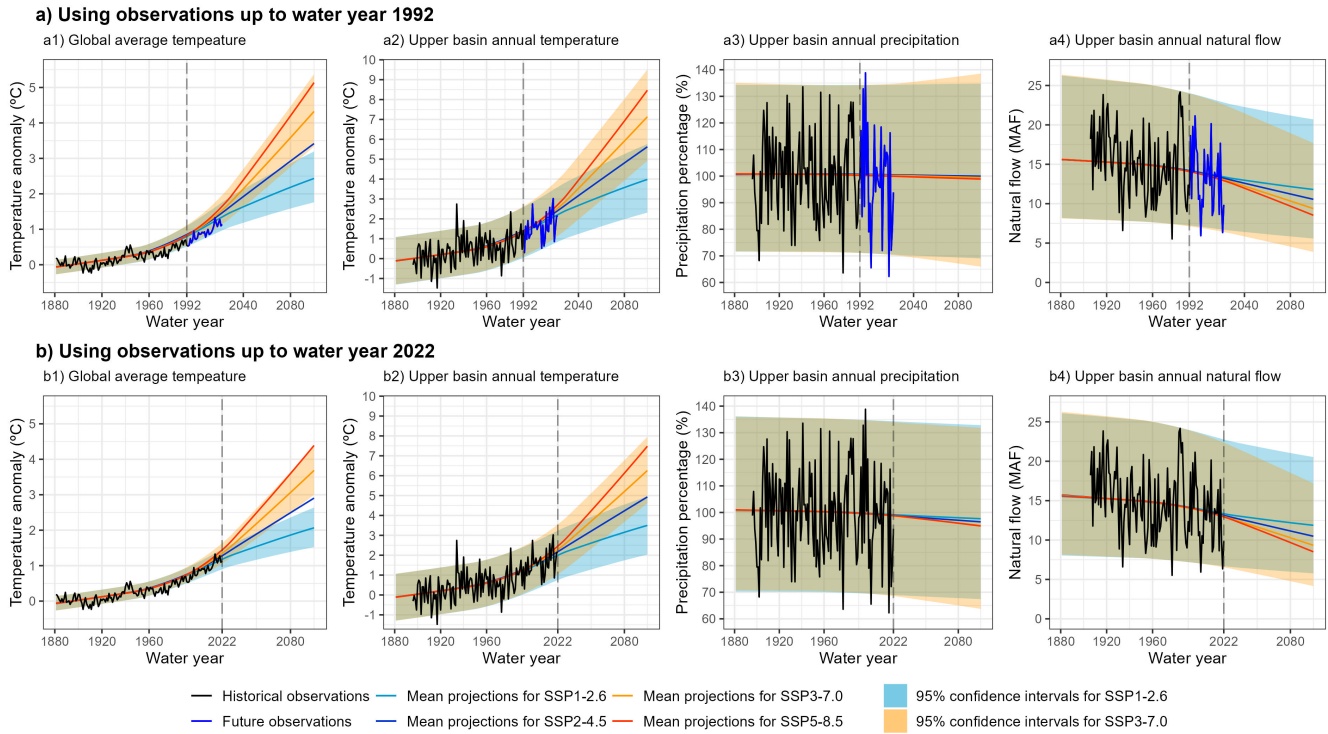 a) Using observations up to water year 1992
a1) Global average tempeature
a2) Upper basin annual temperature
a3) Upper basin annual precipitation
a4) Upper basin annual natural flow
Temperature anomaly (ºC)
5
4
3
2
1
0
1880 1920 1960 1992 2040 2080
Water year
Temperature anomaly (ºC)
10
9
8
7
6
5
4
3
2
1
0
-1
1880 1920 1960 1992 2040 2080
Water year
Precipitation percentage (%)
140
130
120
110
100
90
80
70
60
1880 1920 1960 1992 2040 2080
Water year
Natural flow (MAF)
25
20
15
10
5
0
1880 1920 1960 1992 2040 2080
Water year
b) Using observations up to water year 2022
b1) Global average tempeature
b2) Upper basin annual temperature
b3) Upper basin annual precipitation
b4) Upper basin annual natural flow
Temperature anomaly (ºC)
5
4
3
2
1
0
1880 1920 1960 2022 2080
Water year
Temperature anomaly (ºC)
10
9
8
7
6
5
4
3
2
1
0
-1
1880 1920 1960 2022 2080
Water year
Precipitation percentage (%)
140
130
120
110
100
90
80
70
60
1880 1920 1960 2022 2080
Water year
Natural flow (MAF)
25
20
15
10
5
0
1880 1920 1960 2022 2080
Water year
Historical observations
Mean projections for SSP1-2.6
Mean projections for SSP3-7.0
95% confidence intervals for SSP1-2.6
Future observations
Mean projections for SSP2-4.5
Mean projections for SSP5-8.5
95% confidence intervals for SSP3-7.0